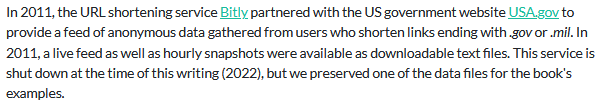 In 2011, the URL shortening service Bitly partnered with the US government website USA.gov to
provide a feed of anonymous data gathered from users who shorten links ending with .gov or .mil. In
2011, a live feed as well as hourly snapshots were available as downloadable text files. This service is
shut down at the time of this writing (2022), but we preserved one of the data files for the book's
examples.